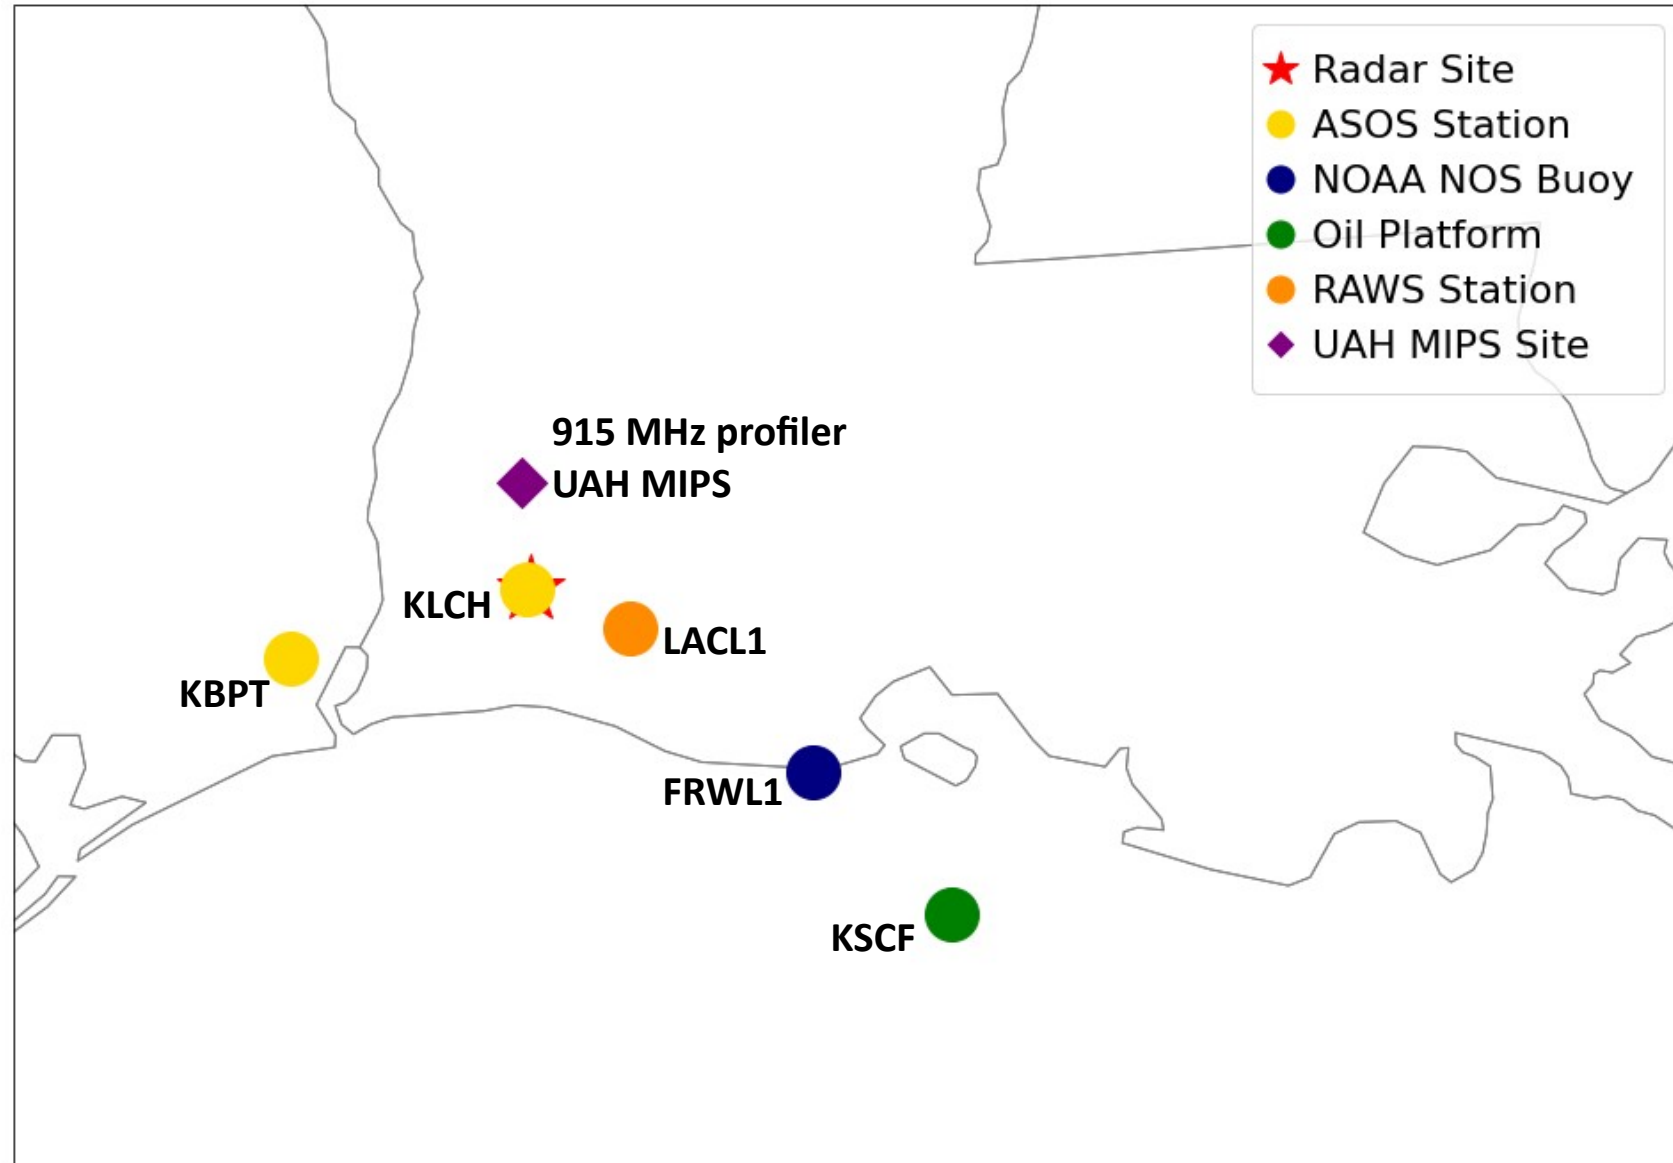 Radar Site
ASOS Station
NOAA NOS Buoy
Oil Platform
RAWS Station
UAH MIPS Site
915 MHz profiler
UAH MIPS
KLCH
LACL1
KBPT
FRWL1
KSCF